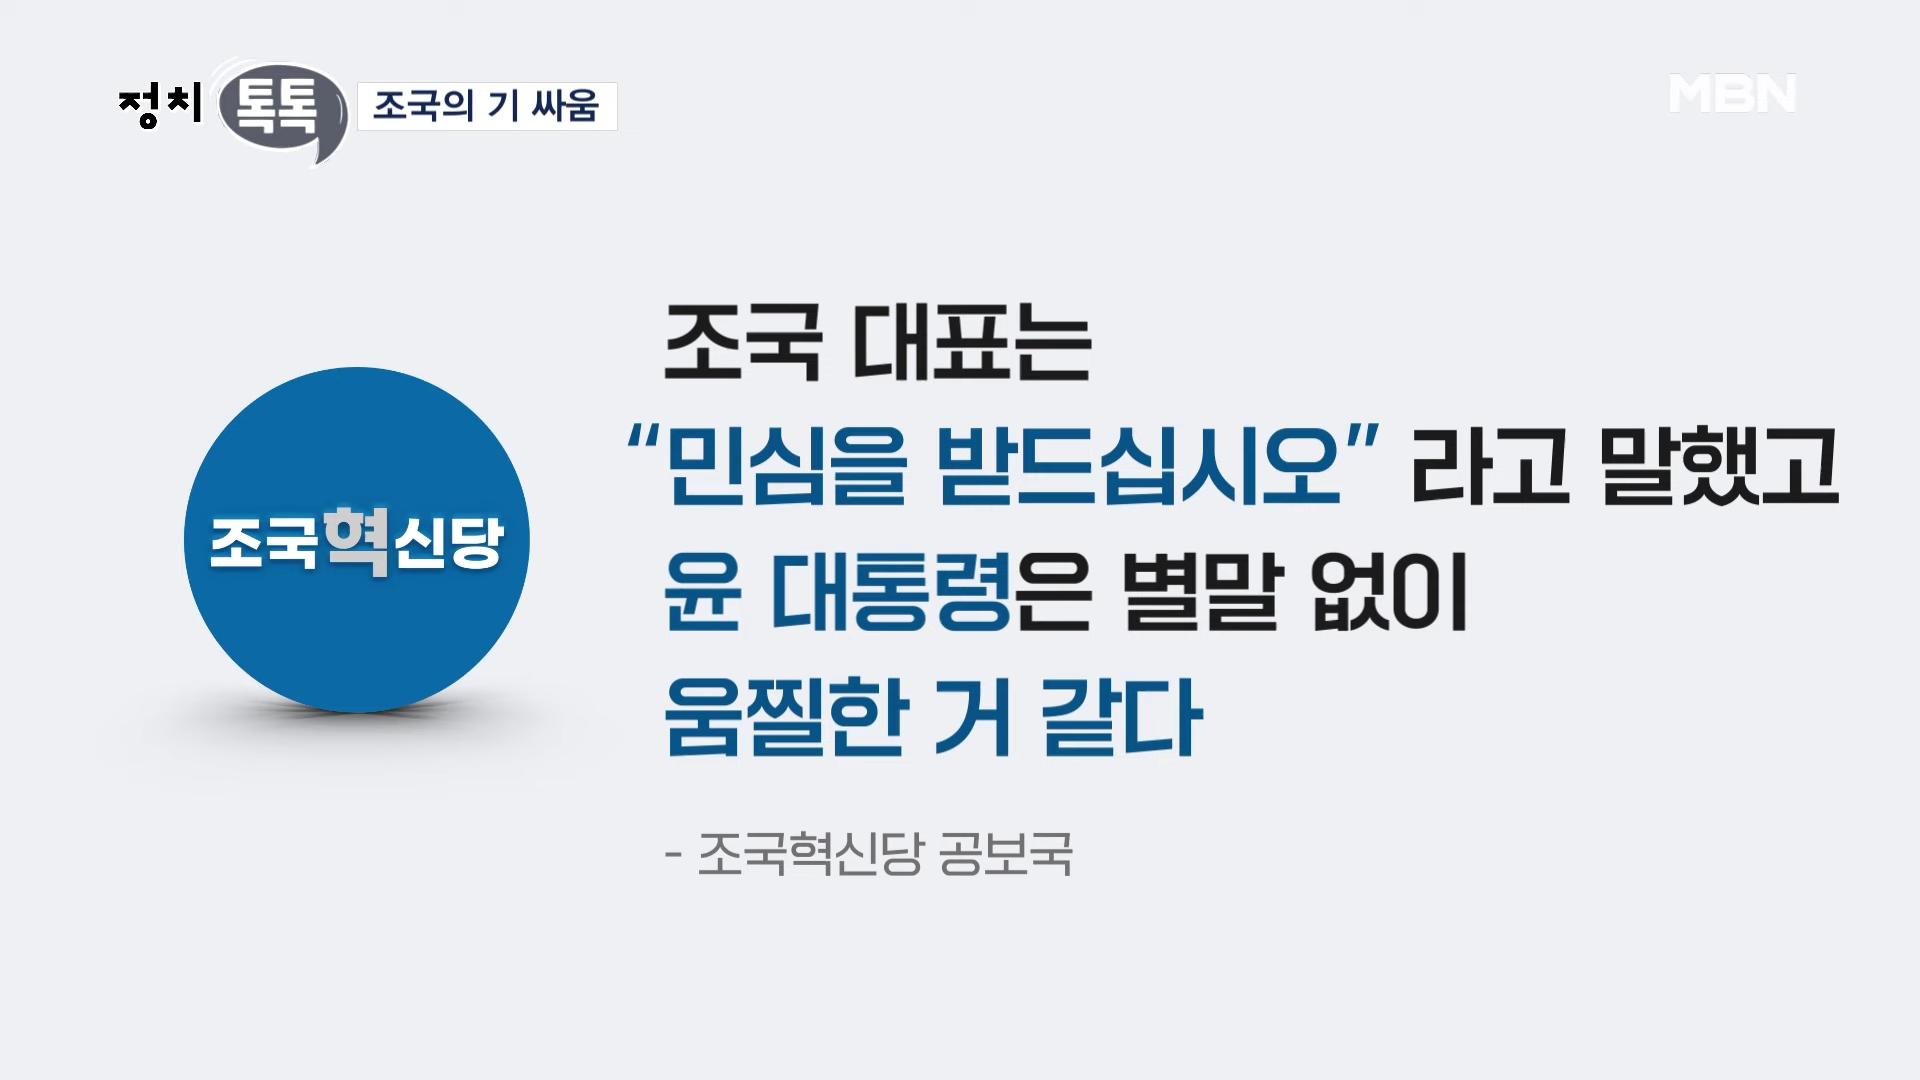 정치 톡톡 조국의 기 싸움
MBN
조국 대표는
“민심을 받드십시오” 라고 말했고
윤 대통령은 별말 없이
움찔한 거 같다
- 조국혁신당 공보국
조국혁신당